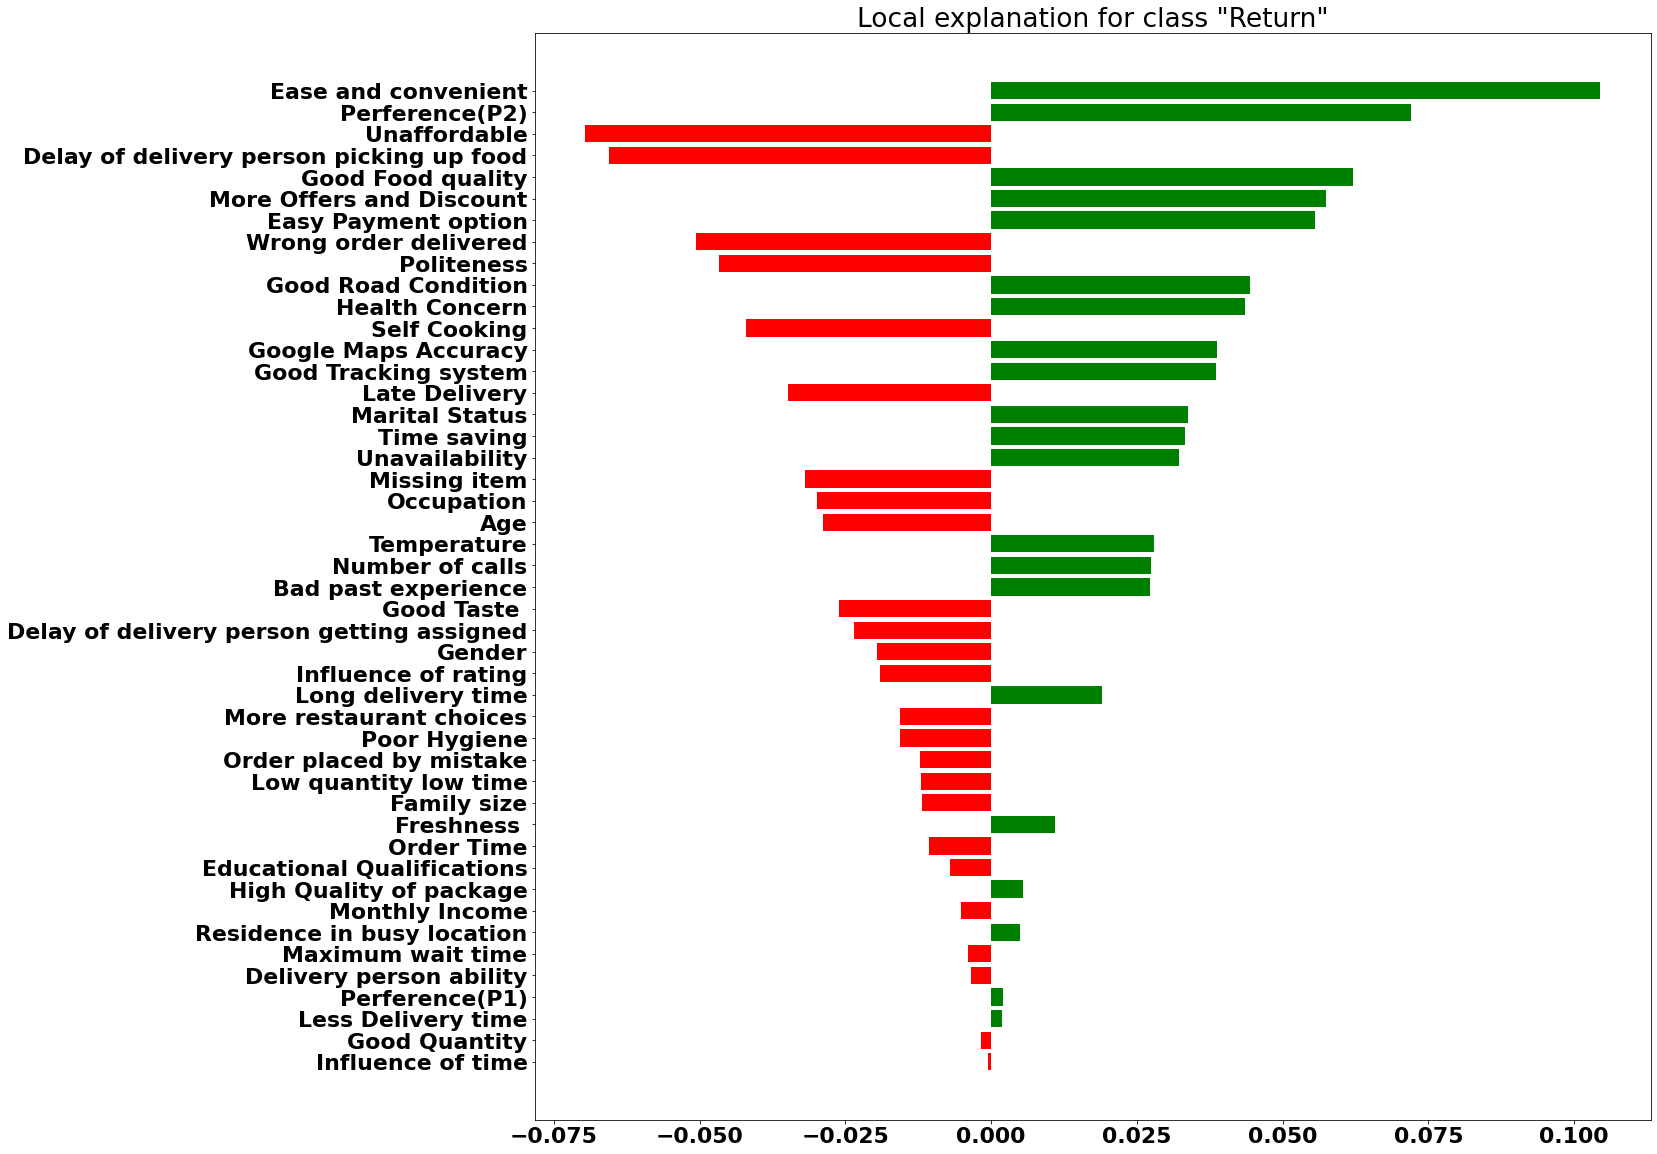 Local explanation for class "Return"
Ease and convenient
Perference(P2)
Unaffordable
Delay of delivery person picking up food
Good Food quality
More Offers and Discount
Easy Payment option
Wrong order delivered
Politeness
Good Road Condition
Health Concern
Self Cooking
Google Maps Accuracy
Good Tracking system
Late Delivery
Marital Status
Time saving
Unavailability
Missing item
Occupation
Age
Temperature
Number of calls
Bad past experience
Good Taste
Delay of delivery person getting assigned
Gender
Influence of rating
Long delivery time
More restaurant choices
Poor Hygiene
Order placed by mistake
Low quantity low time
Family size
Freshness
Order Time
Educational Qualifications
High Quality of package
Monthly Income
Residence in busy location
Maximum wait time
Delivery person ability
Perference(P1)
Less Delivery time
Good Quantity
Influence of time
−0.075 −0.050 −0.025 0.000 0.025 0.050 0.075 0.100